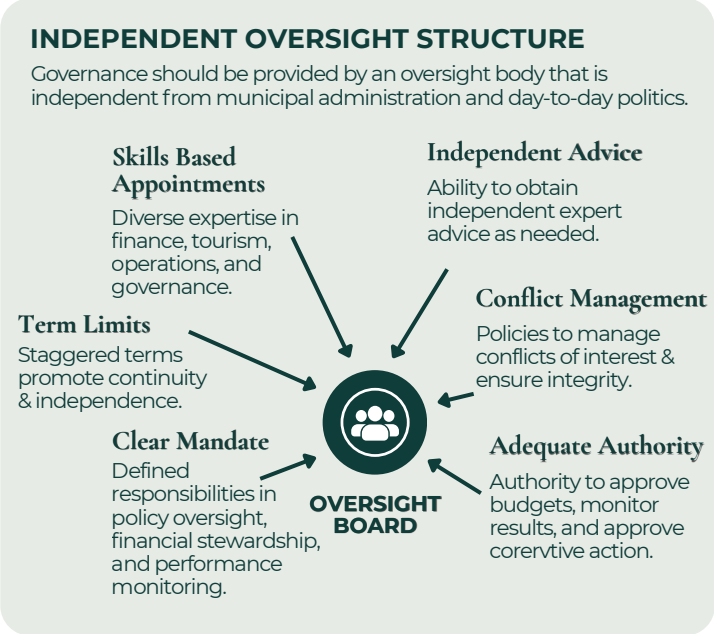 INDEPENDENT OVERSIGHT STRUCTURE
Governance should be provided by an oversight body that is
independent from municipal administration and day-to-day politics.
Skills Based
Appointments
Diverse expertise in
finance, tourism,
operations, and
governance.
Independent Advice
Ability to obtain
independent expert
advice as needed.
Term Limits
Staggered terms
promote continuity
& independence.
Conflict Management
Policies to manage
conflicts of interest &
ensure integrity.
Clear Mandate
Defined
responsibilities in
policy oversight,
financial stewardship,
and performance
monitoring.
Adequate Authority
Authority to approve
budgets, monitor
results, and approve
corervtive action.
OVERSIGHT
BOARD